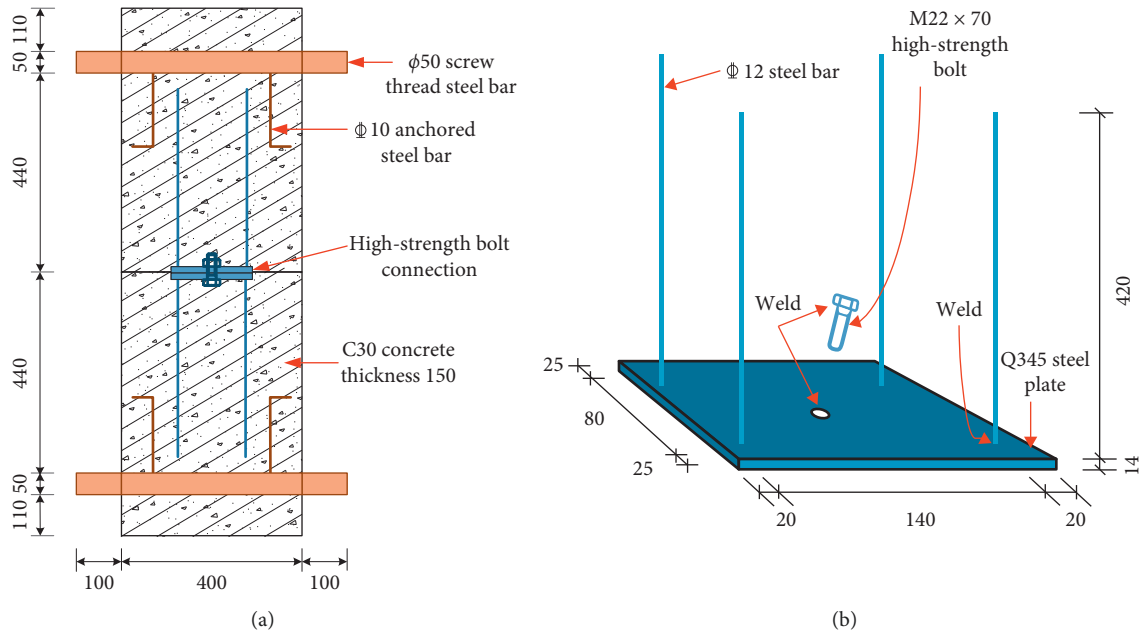 110
50
440
440
50
110
100
400
100
ϕ50 screw
thread steel bar
Φ10 anchored
steel bar
High-strength bolt
connection
C30 concrete
thickness 150
(a)
M22 × 70
high-strength
bolt
Φ 12 steel bar
Weld
Weld
Q345 steel
plate
25
80
25
20
140
20
420
14
(b)